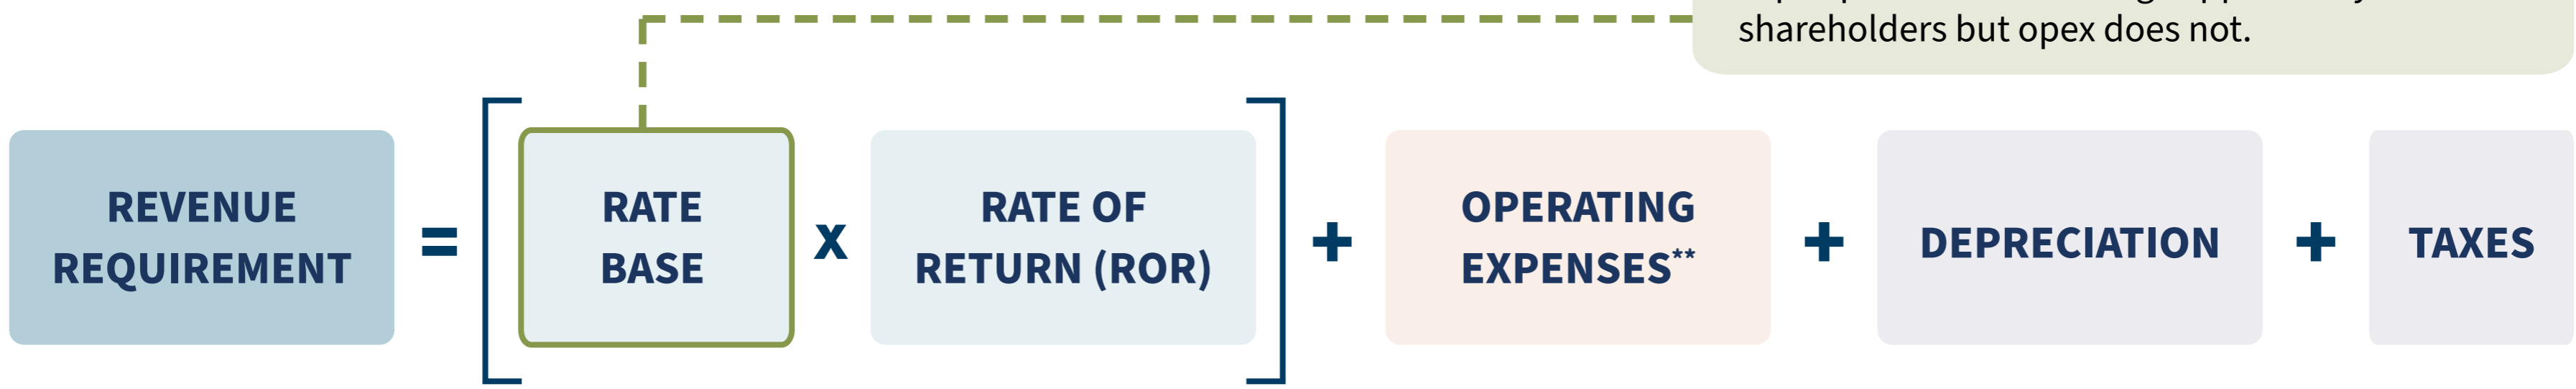 shareholders but opex does not.
REVENUE
REQUIREMENT
=
RATE
BASE
x
RATE OF
RETURN (ROR)
+
OPERATING
EXPENSES**
+
DEPRECIATION
+
TAXES